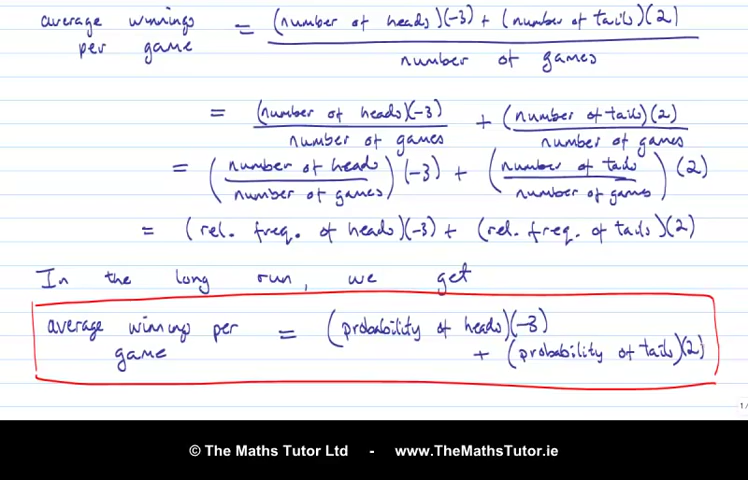 average winnings per game = (number of heads)(-3) + (number of tails)(2) / number of games
= (number of heads)(-3) / number of games + (number of tails)(2) / number of games
= (number of heads / number of games)(-3) + (number of tails / number of games)(2)
= (rel. freq. of heads)(-3) + (rel. freq. of tails)(2)
In the long run, we get
average winnings per game = (probability of heads)(-3)
+ (probability of tails)(2)
© The Maths Tutor Ltd - www.TheMathsTutor.ie